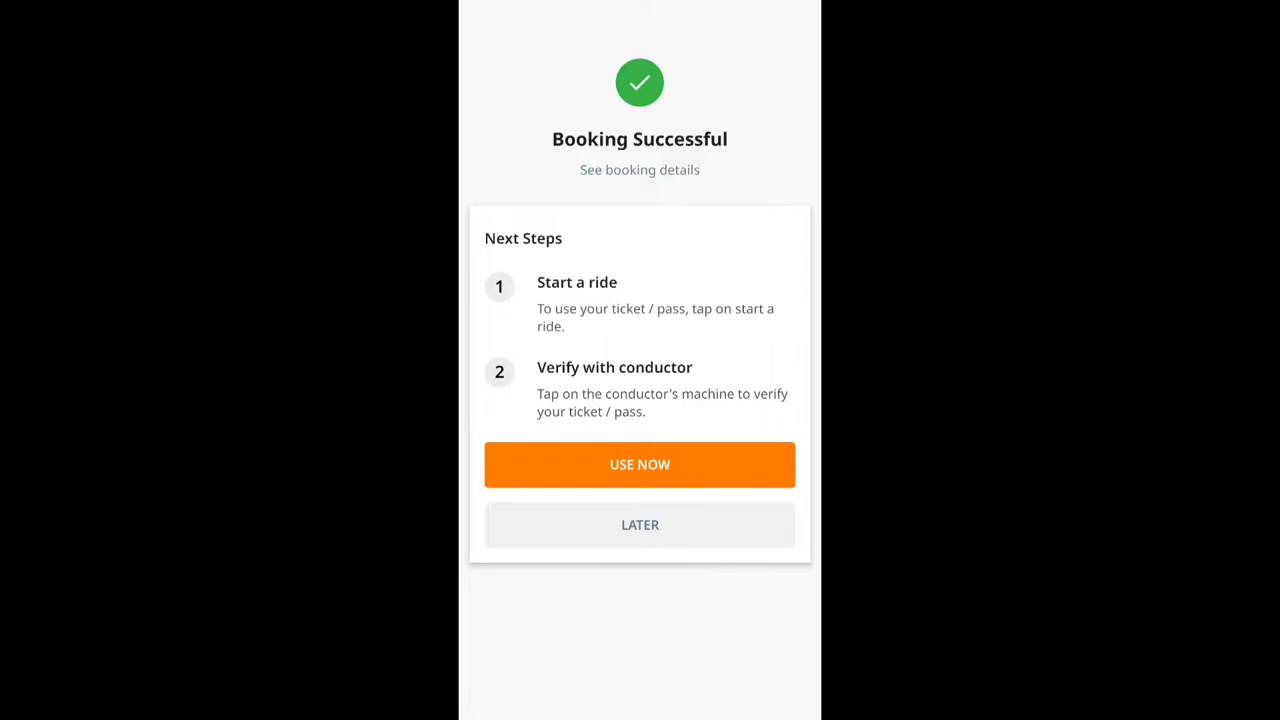 Booking Successful
See booking details
Next Steps
1
Start a ride
To use your ticket / pass, tap on start a
ride.
2
Verify with conductor
Tap on the conductor's machine to verify
your ticket / pass.
USE NOW
LATER